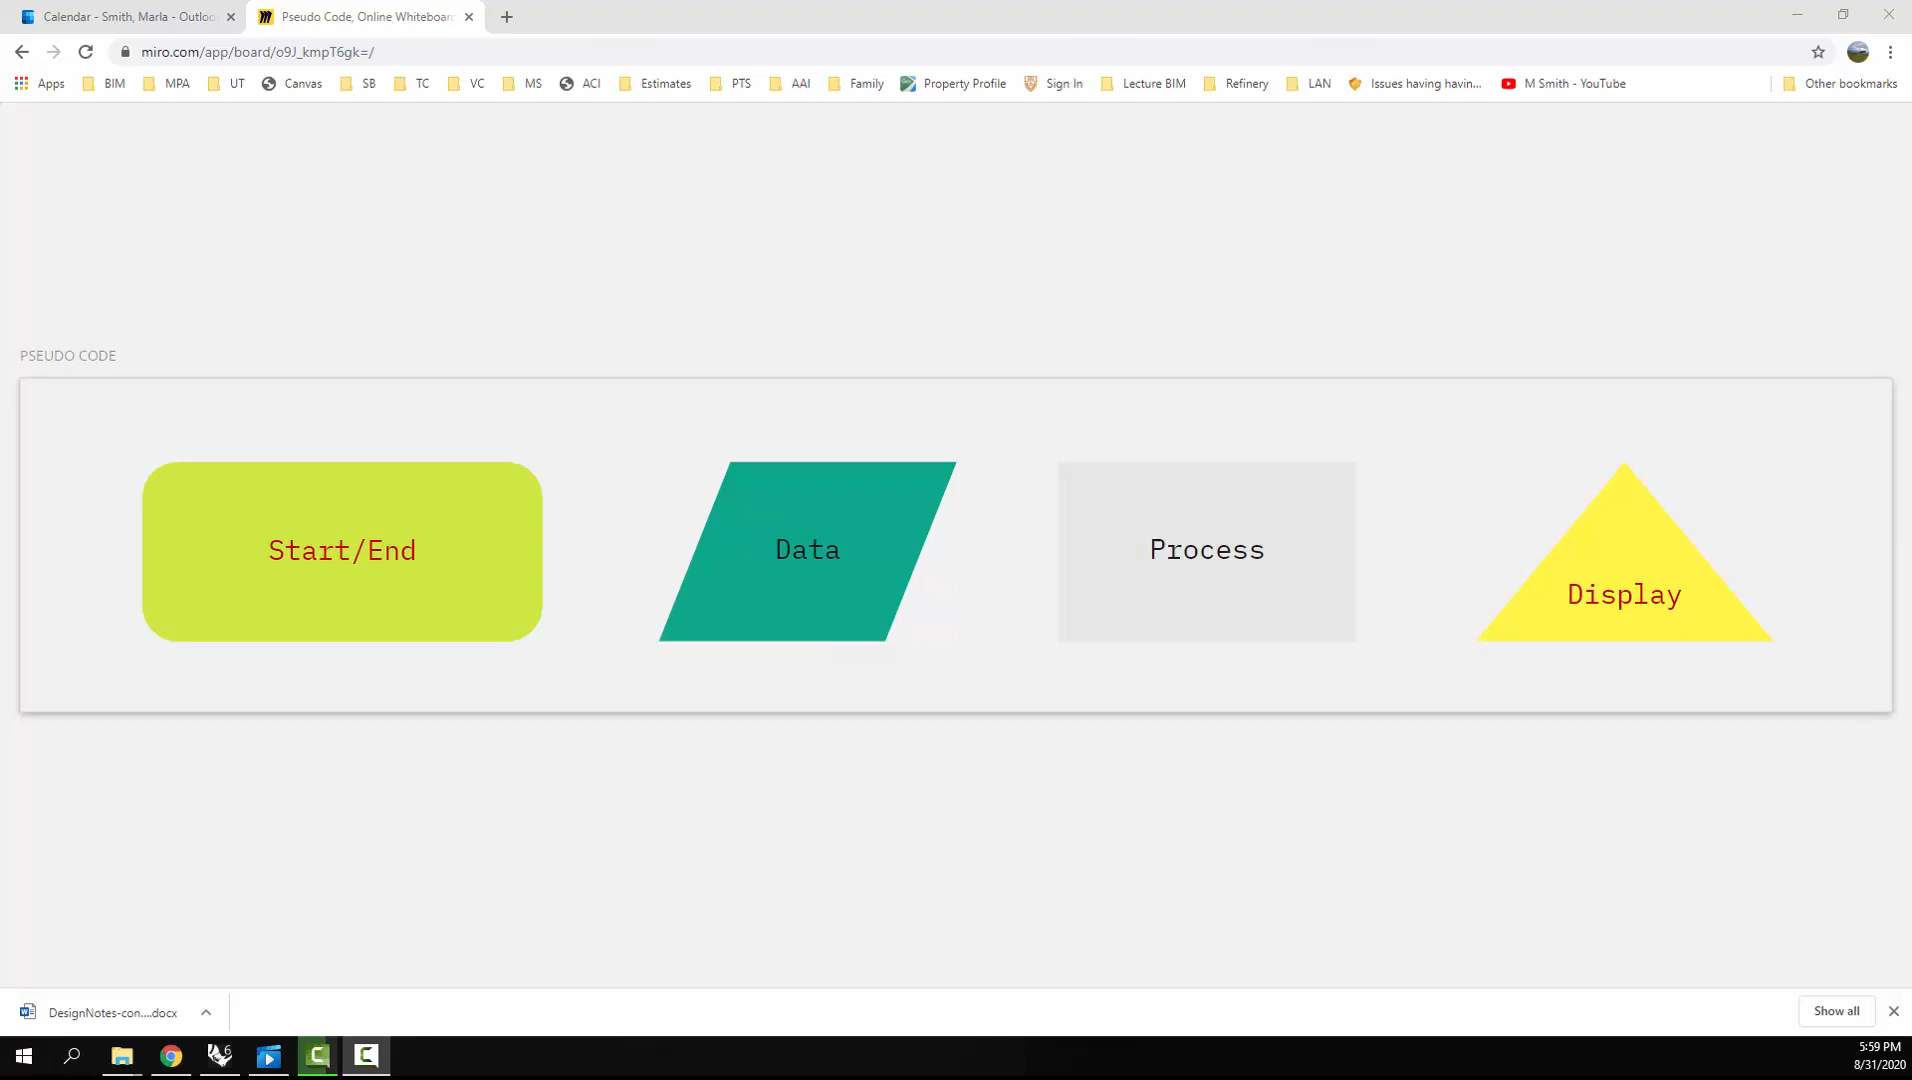 Calendar - Smith, Marla - Outloo
Pseudo Code, Online Whiteboard
miro.com/app/board/o9J_kmpT6gk=/
Apps BIM MPA UT Canvas SB TC VC MS ACI Estimates PTS AAI Family Property Profile Sign In Lecture BIM Refinery LAN Issues having havin... M Smith - YouTube Other bookmarks
PSEUDO CODE
Start/End
Data
Process
Display
DesignNotes-con....docx
Show all
6
5:59 PM
8/31/2020